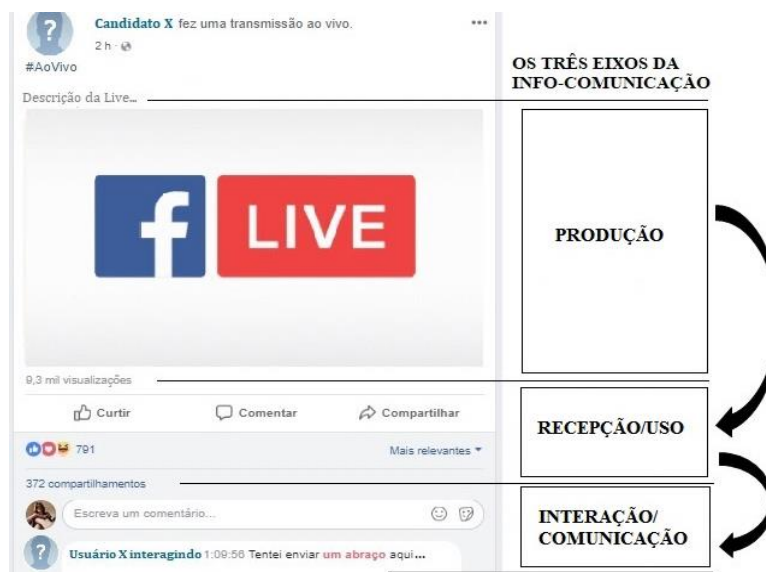 Candidato X fez uma transmissão ao vivo.
2 h
#AoVivo
Descrição da Live...
f LIVE
9,3 mil visualizações
Curtir Comentar Compartilhar
791 Mais relevantes
372 compartilhamentos
Escreva um comentário...
Usuário X interagindo 1:09:56 Tentei enviar um abraço aqui...
OS TRÊS EIXOS DA
INFO-COMUNICAÇÃO
PRODUÇÃO
RECEPÇÃO/USO
INTERAÇÃO/
COMUNICAÇÃO